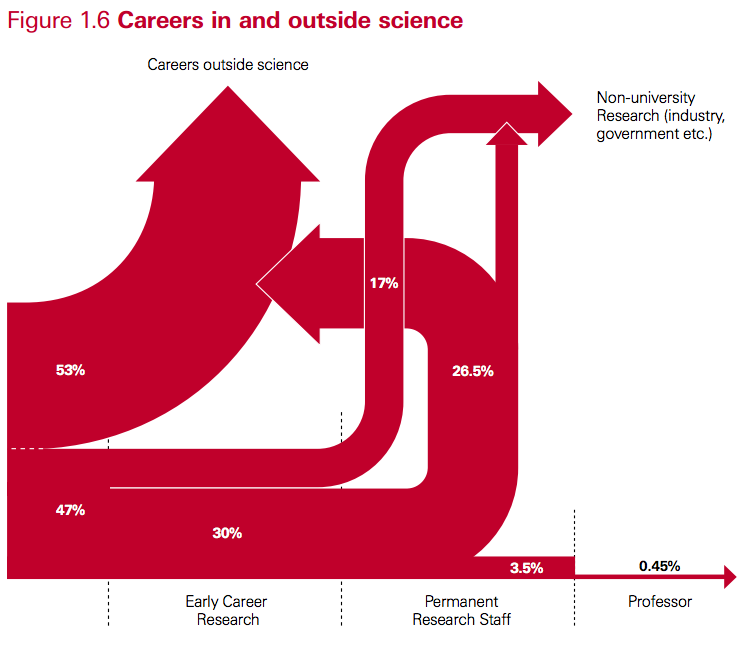 Figure 1.6 Careers in and outside science
Careers outside science
Non-university
Research (industry,
government etc.)
17%
53%
26.5%
47%
30%
3.5%
0.45%
Early Career
Research
Permanent
Research Staff
Professor